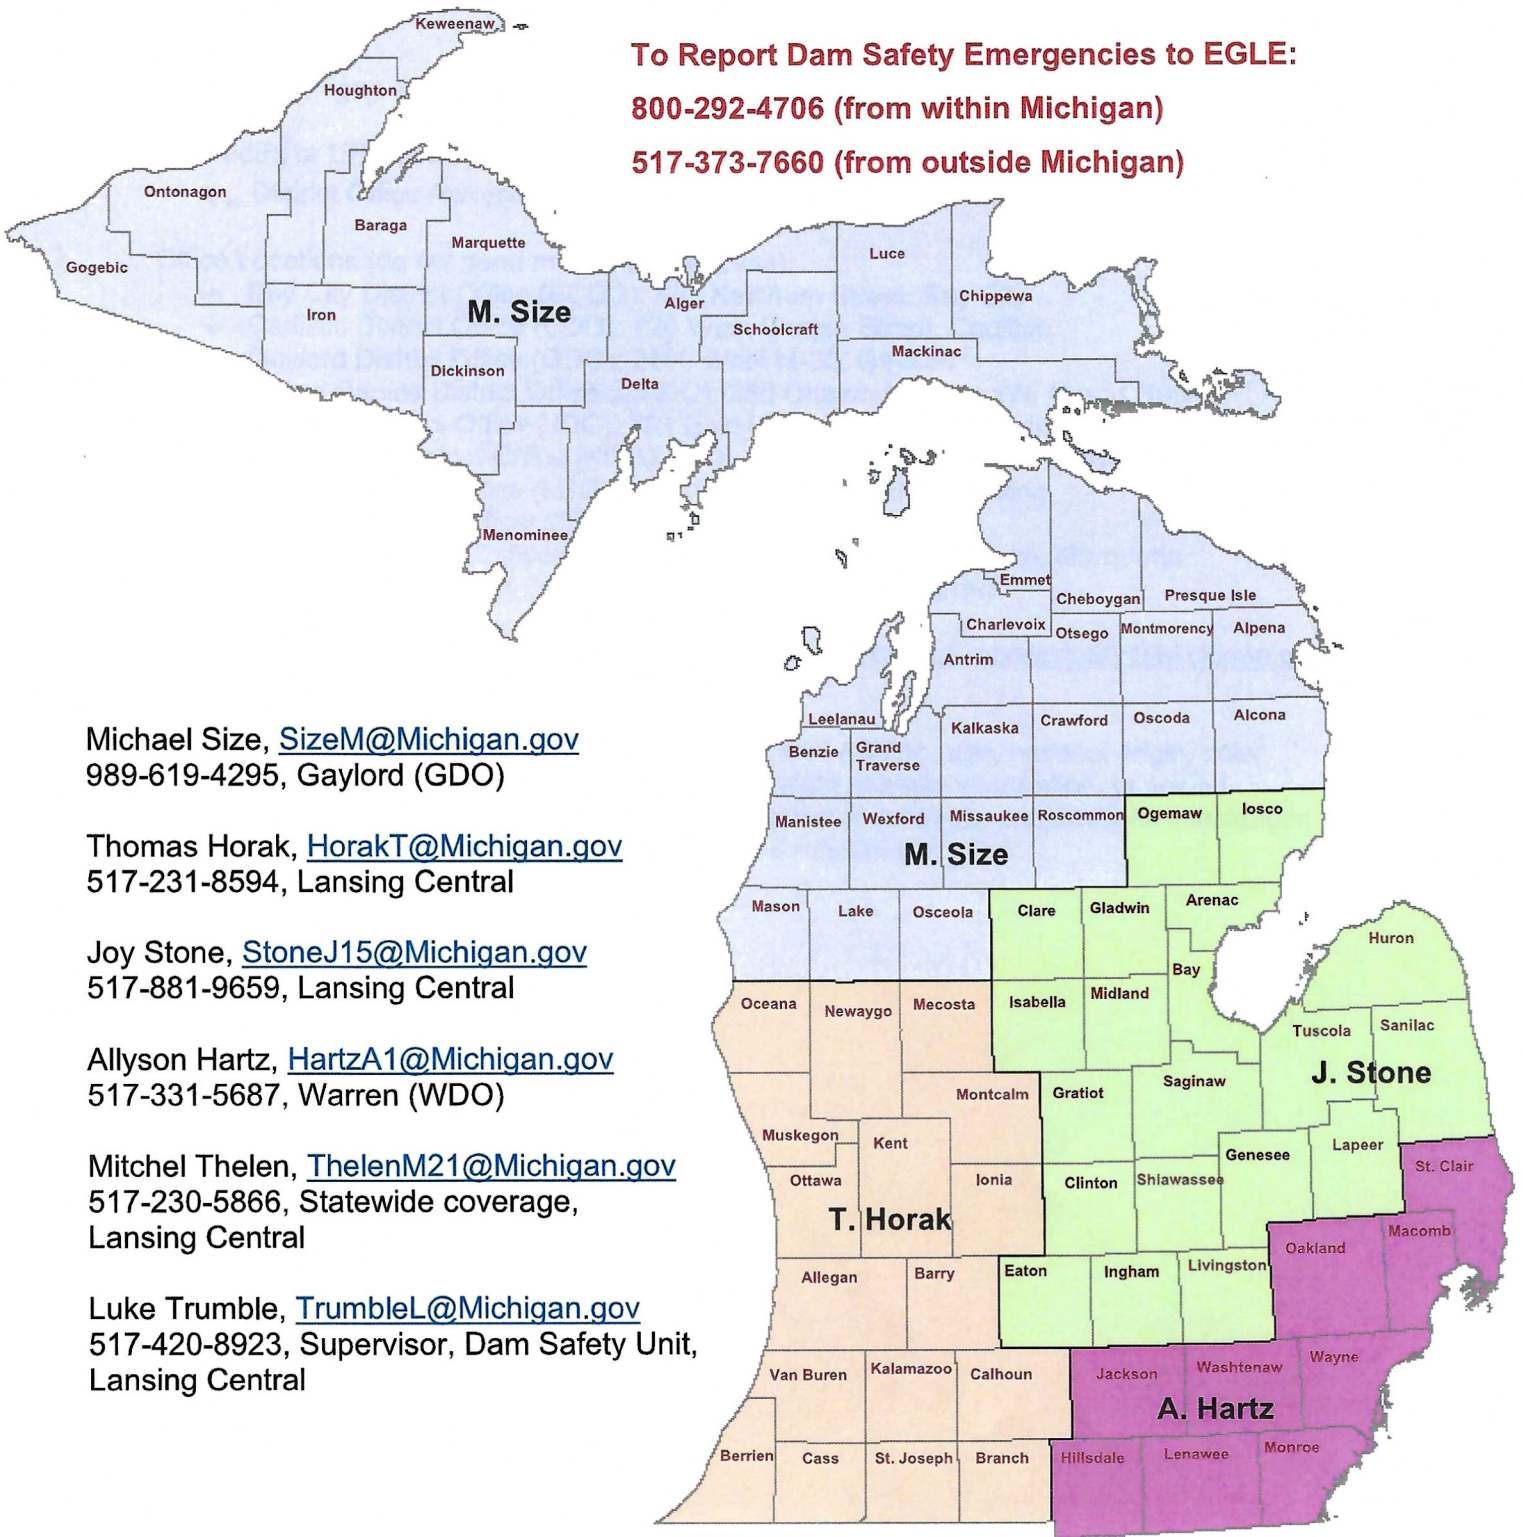 To Report Dam Safety Emergencies to EGLE:
800-292-4706 (from within Michigan)
517-373-7660 (from outside Michigan)
Keweenaw
Houghton
Ontonagon
Baraga
Gogebic
Marquette
Iron
M. Size
Alger
Luce
Chippewa
Schoolcraft
Mackinac
Dickinson
Delta
Menominee
Emmet
Cheboygan
Presque Isle
Charlevoix
Otsego
Montmorency
Alpena
Antrim
Leelanau
Kalkaska
Crawford
Oscoda
Alcona
Benzie
Grand
Traverse
Manistee
Wexford
Missaukee
Roscommon
Ogemaw
Iosco
M. Size
Mason
Lake
Osceola
Clare
Gladwin
Arenac
Huron
Bay
Oceana
Newaygo
Mecosta
Isabella
Midland
Tuscola
Sanilac
J. Stone
Montcalm
Gratiot
Saginaw
Muskegon
Kent
Genesee
Lapeer
Ottawa
Ionia
Clinton
Shiawassee
St. Clair
T. Horak
Oakland
Macomb
Allegan
Barry
Eaton
Ingham
Livingston
Van Buren
Kalamazoo
Calhoun
Jackson
Washtenaw
Wayne
A. Hartz
Berrien
Cass
St. Joseph
Branch
Hillsdale
Lenawee
Monroe
Michael Size, SizeM@Michigan.gov
989-619-4295, Gaylord (GDO)
Thomas Horak, HorakT@Michigan.gov
517-231-8594, Lansing Central
Joy Stone, StoneJ15@Michigan.gov
517-881-9659, Lansing Central
Allyson Hartz, HartzA1@Michigan.gov
517-331-5687, Warren (WDO)
Mitchel Thelen, ThelenM21@Michigan.gov
517-230-5866, Statewide coverage,
Lansing Central
Luke Trumble, TrumbleL@Michigan.gov
517-420-8923, Supervisor, Dam Safety Unit,
Lansing Central